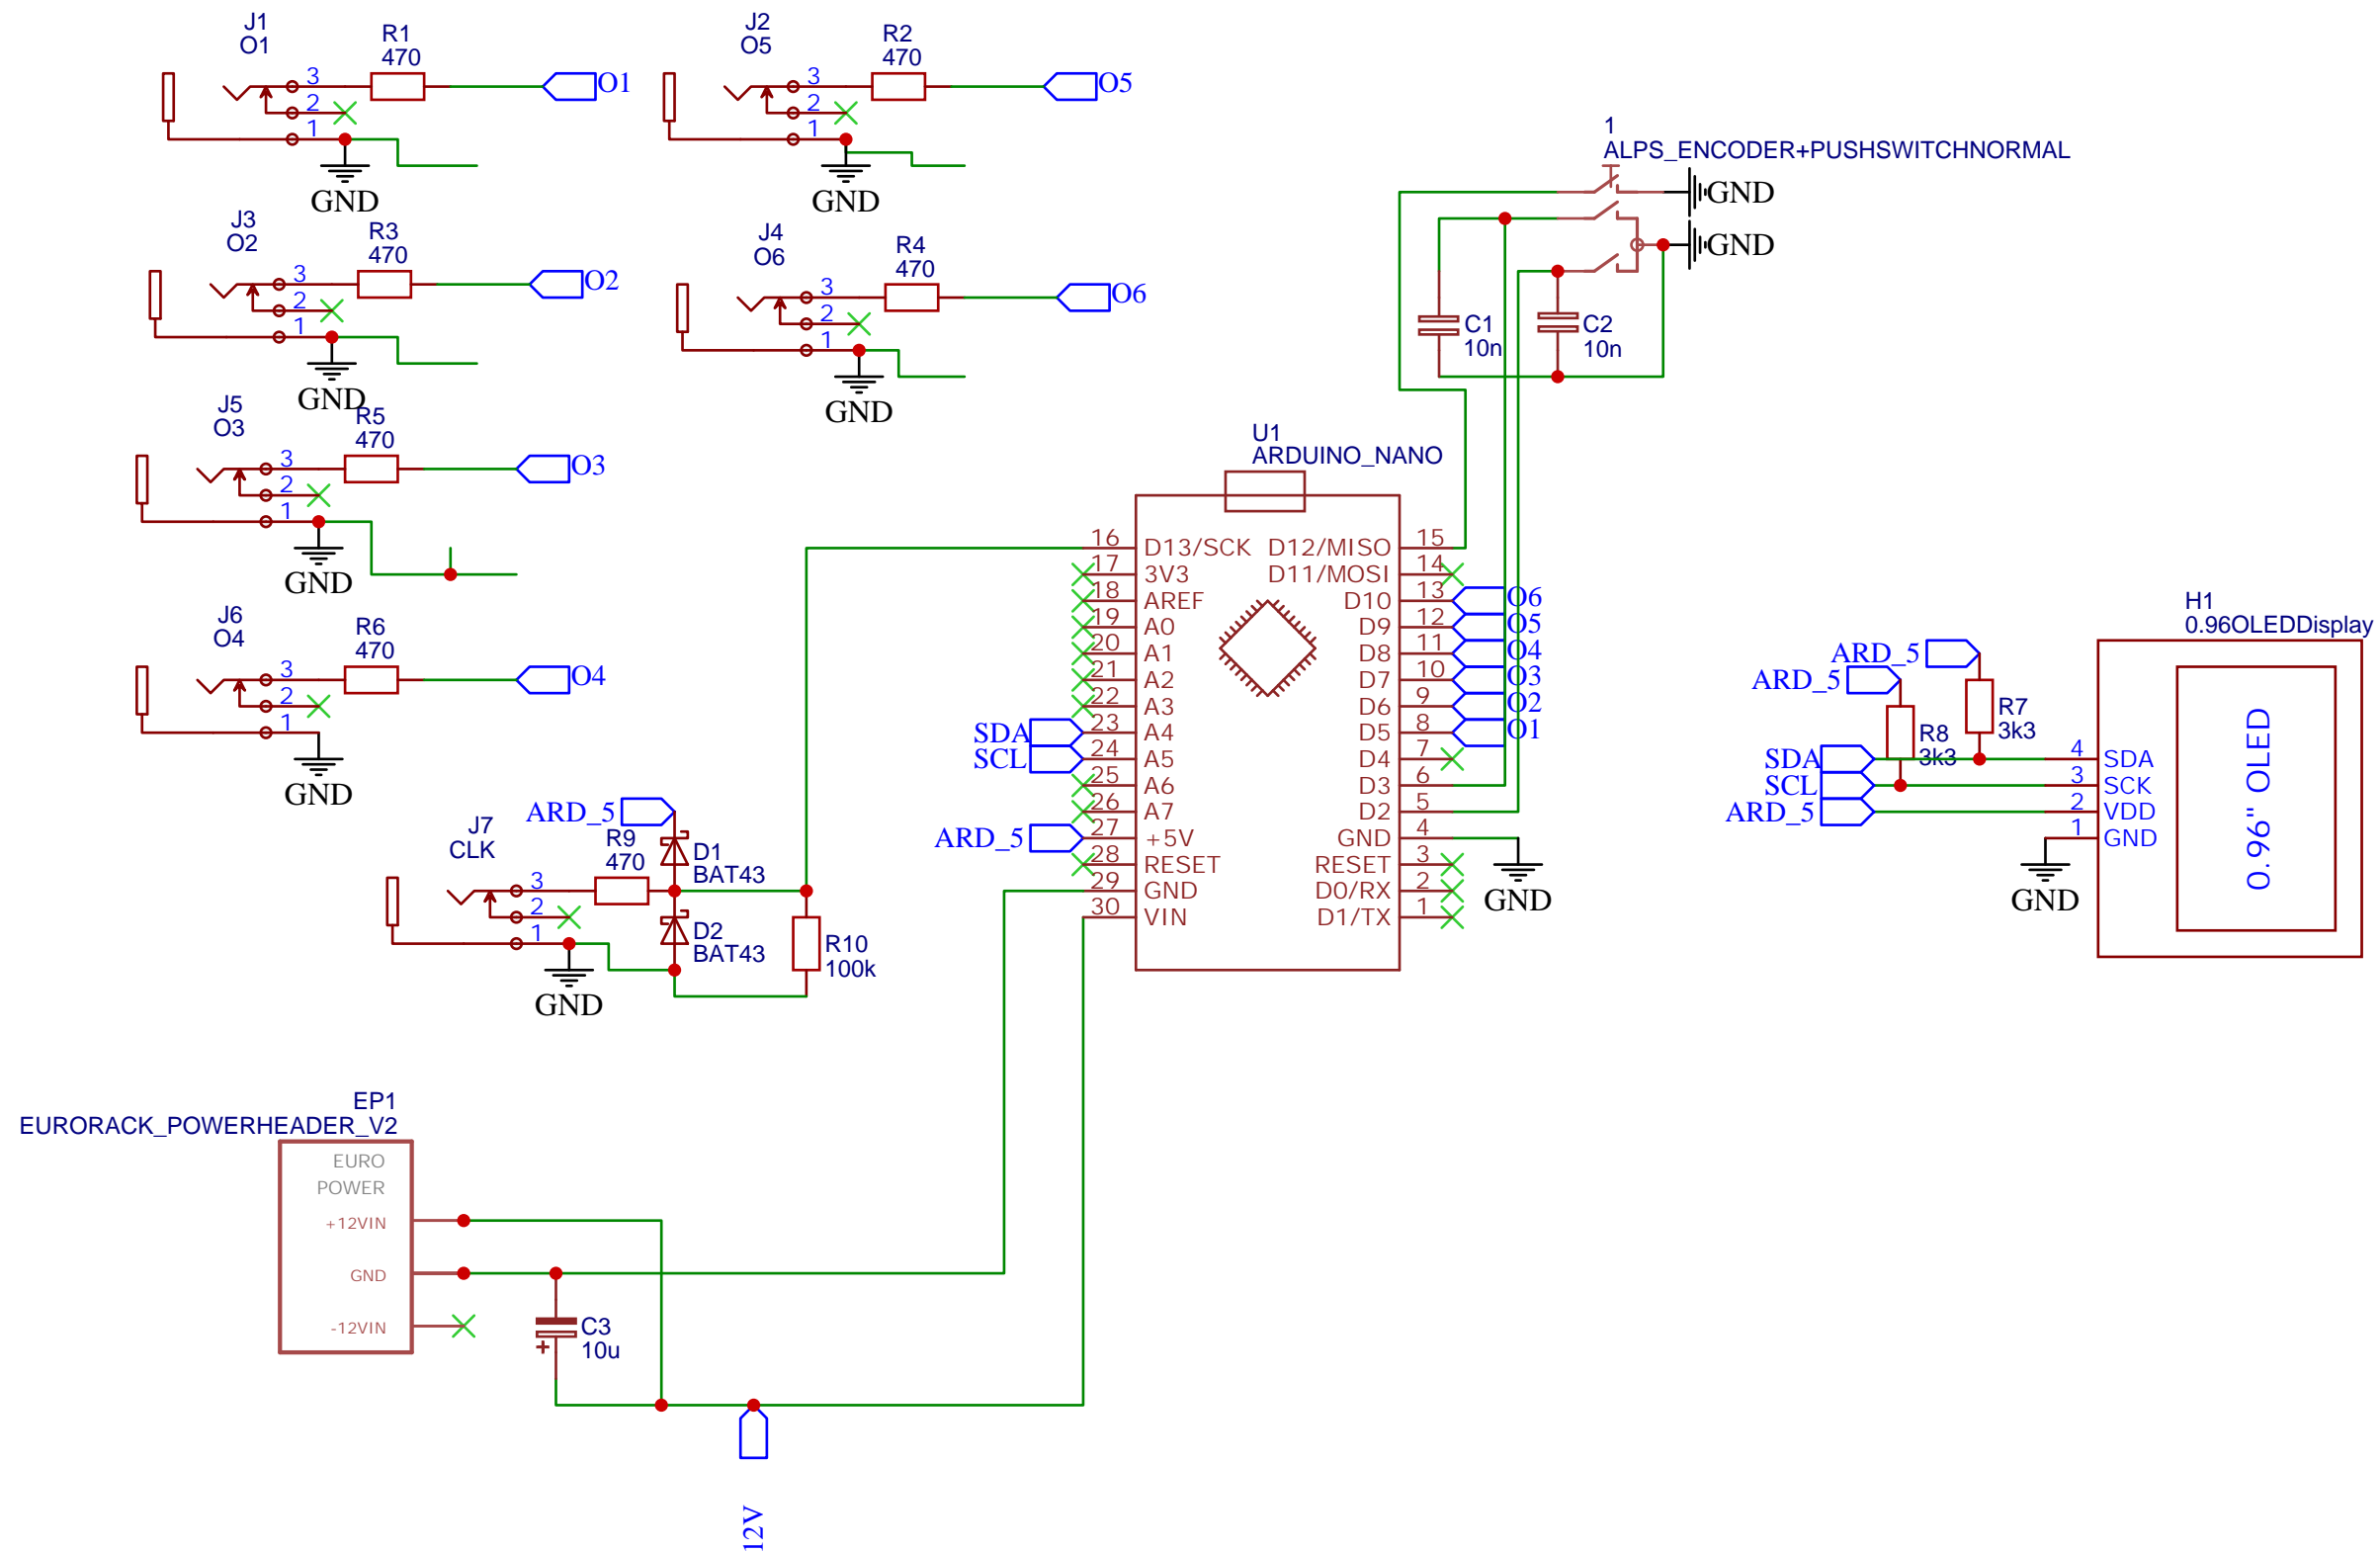 J1
O1
R1
470
3
2
1
O1
GND
J2
O5
R2
470
3
2
1
O5
GND
1
ALPS_ENCODER+PUSHSWITCHNORMAL
GND
GND
C1
10n
C2
10n
J3
O2
R3
470
3
2
1
O2
GND
J4
O6
R4
470
3
2
1
O6
GND
J5
O3
R5
470
3
2
1
O3
GND
J6
O4
R6
470
3
2
1
O4
GND
U1
ARDUINO_NANO
16 D13/SCK D12/MISO 15
17 3V3 D11/MOSI 14
18 AREF D10 13 O6
19 A0 D9 12 O5
20 A1 D8 11 O4
21 A2 D7 10 O3
22 A3 D6 9 O2
SDA 23 A4 D5 8 O1
SCL 24 A5 D4 7
25 A6 D3 6
26 A7 D2 5
ARD_5 27 +5V GND 4
28 RESET RESET 3
29 GND D0/RX 2
30 VIN D1/TX 1
GND
H1
0.96OLEDDisplay
ARD_5
ARD_5
R7
3k3
R8
3k3
SDA 4 SDA
SCL 3 SCK
ARD_5 2 VDD
1 GND
GND
0.96" OLED
ARD_5
J7
CLK
R9
470
D1
BAT43
3
2
1
D2
BAT43
R10
100k
GND
EP1
EURORACK_POWERHEADER_V2
EURO
POWER
+12VIN
GND
-12VIN
C3
10u
+
12V